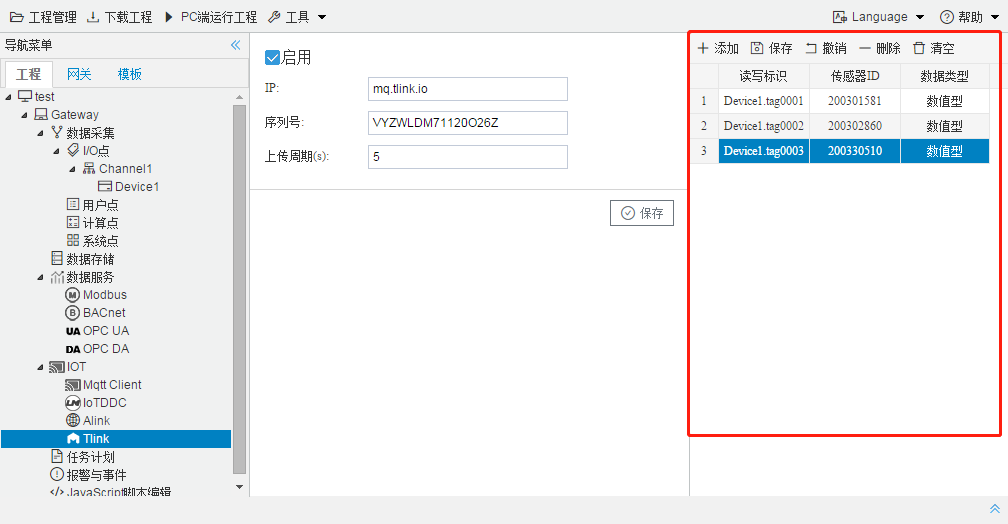 工程管理 下载工程 PC端运行工程 工具 Language 帮助
导航菜单
工程 网关 模板
test
Gateway
数据采集
I/O点
Channel1
Device1
用户点
计算点
系统点
数据存储
数据服务
Modbus
BACnet
UA OPC UA
DA OPC DA
IOT
Mqtt Client
IoTDDC
Alink
Tlink
任务计划
报警与事件
JavaScript脚本编辑
启用
IP: mq.tlink.io
序列号: VYZWLDM71120O26Z
上传周期(s): 5
保存
添加 保存 撤销 删除 清空
读写标识 传感器ID 数据类型
1 Device1.tag0001 200301581 数值型
2 Device1.tag0002 200302860 数值型
3 Device1.tag0003 200330510 数值型